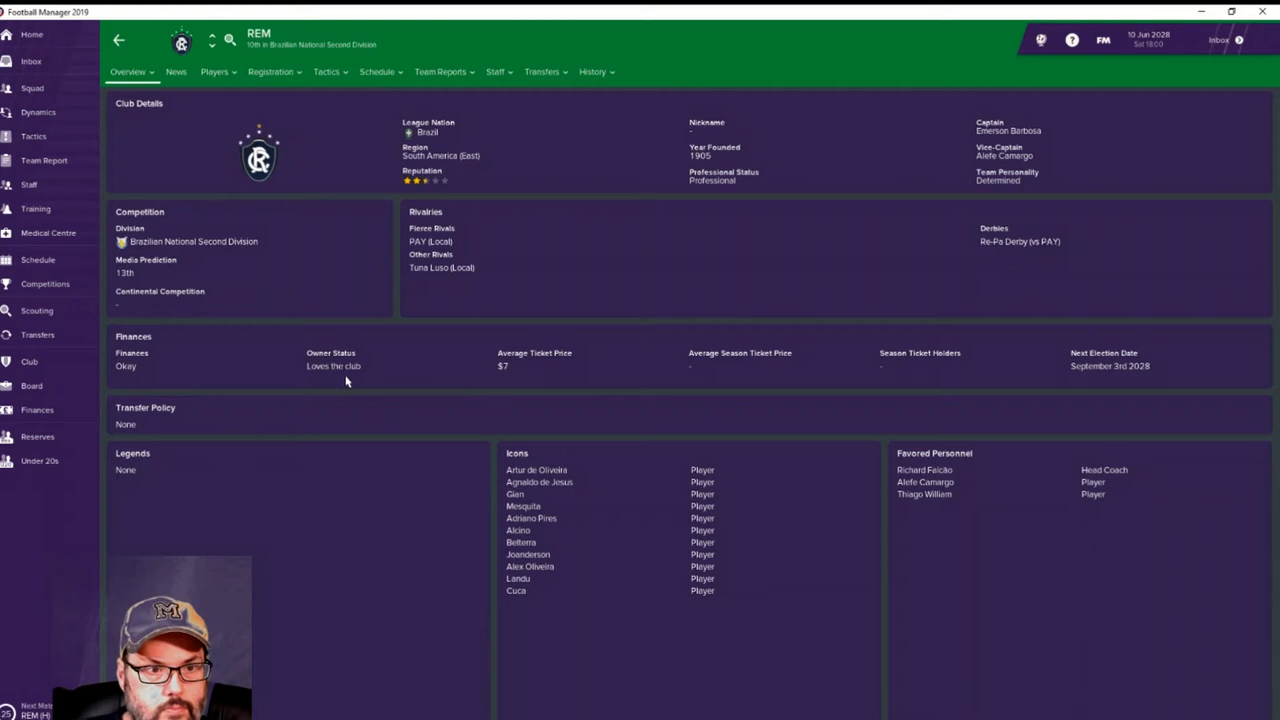 Football Manager 2019
REM
10th in Brazilian National Second Division
10 Jun 2028
Sat 18:00
FM
Inbox
Overview
News
Players
Registration
Tactics
Schedule
Team Reports
Staff
Transfers
History
Home
Inbox
Squad
Dynamics
Tactics
Team Report
Staff
Training
Medical Centre
Schedule
Competitions
Scouting
Transfers
Club
Board
Finances
Reserves
Under 20s
25
REM (H)
Club Details
League Nation
Brazil
Region
South America (East)
Reputation
Nickname
-
Year Founded
1905
Professional Status
Professional
Captain
Emerson Barbosa
Vice-Captain
Alefe Camargo
Team Personality
Determined
Competition
Division
Brazilian National Second Division
Media Prediction
13th
Continental Competition
-
Rivalries
Fierce Rivals
PAY (Local)
Other Rivals
Tuna Luso (Local)
Derbies
Re-Pa Derby (vs PAY)
Finances
Finances
Okay
Owner Status
Loves the club
Average Ticket Price
$7
Average Season Ticket Price
-
Season Ticket Holders
-
Next Election Date
September 3rd 2028
Transfer Policy
None
Legends
None
Icons
Artur de Oliveira Player
Agnaldo de Jesus Player
Gian Player
Mesquita Player
Adriano Pires Player
Alcino Player
Belterra Player
Joanderson Player
Alex Oliveira Player
Landu Player
Cuca Player
Favored Personnel
Richard Falcão Head Coach
Alefe Camargo Player
Thiago William Player
M